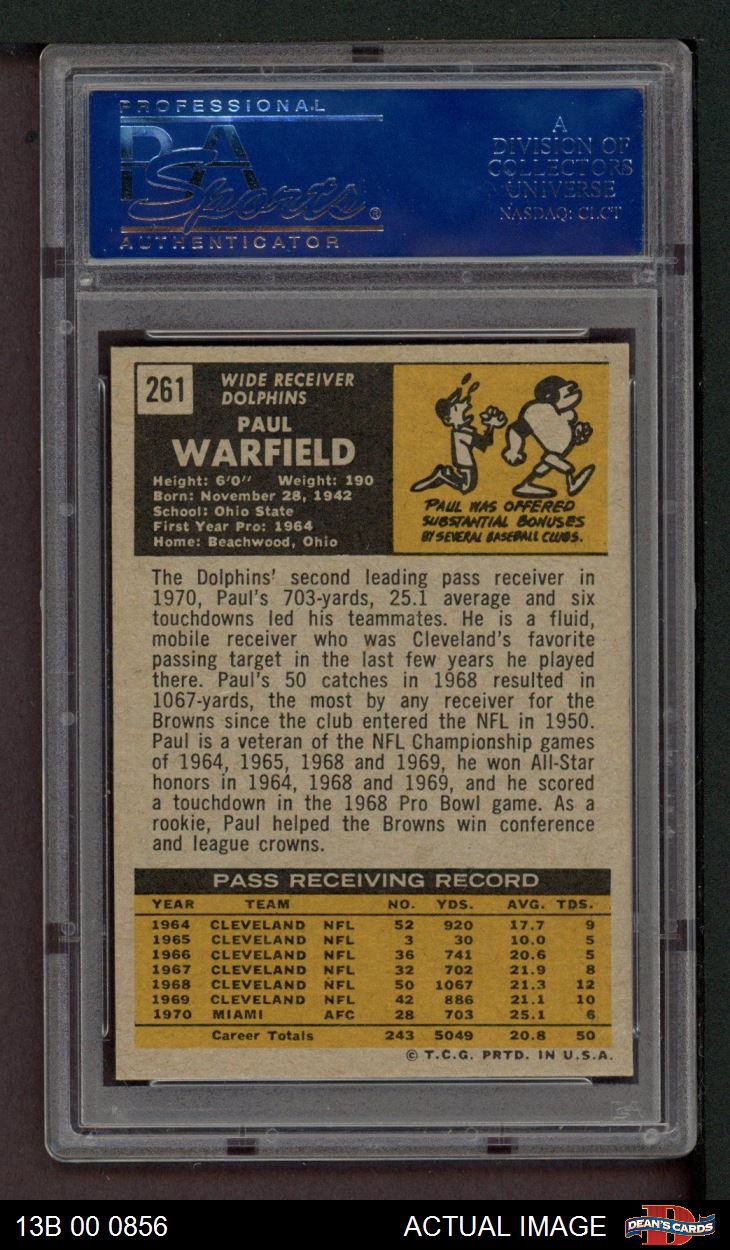 PROFESSIONAL
PSA
Sports®
AUTHENTICATOR
A
DIVISION OF
COLLECTORS
UNIVERSE
NASDAQ: CLCT
261
WIDE RECEIVER
DOLPHINS
PAUL
WARFIELD
Height: 6'0" Weight: 190
Born: November 28, 1942
School: Ohio State
First Year Pro: 1964
Home: Beachwood, Ohio
PAUL WAS OFFERED
SUBSTANTIAL BONUSES
BY SEVERAL BASEBALL CLUBS.
The Dolphins' second leading pass receiver in
1970, Paul's 703-yards, 25.1 average and six
touchdowns led his teammates. He is a fluid,
mobile receiver who was Cleveland's favorite
passing target in the last few years he played
there. Paul's 50 catches in 1968 resulted in
1067-yards, the most by any receiver for the
Browns since the club entered the NFL in 1950.
Paul is a veteran of the NFL Championship games
of 1964, 1965, 1968 and 1969, he won All-Star
honors in 1964, 1968 and 1969, and he scored
a touchdown in the 1968 Pro Bowl game. As a
rookie, Paul helped the Browns win conference
and league crowns.
PASS RECEIVING RECORD
YEAR TEAM NO. YDS. AVG. TDS.
1964 CLEVELAND NFL 52 920 17.7 9
1965 CLEVELAND NFL 3 30 10.0 5
1966 CLEVELAND NFL 36 741 20.6 5
1967 CLEVELAND NFL 32 702 21.9 8
1968 CLEVELAND NFL 50 1067 21.3 12
1969 CLEVELAND NFL 42 886 21.1 10
1970 MIAMI AFC 28 703 25.1 6
Career Totals 243 5049 20.8 50
© T.C.G. PRTD. IN U.S.A.
13B 00 0856 ACTUAL IMAGE DEAN'S CARDS